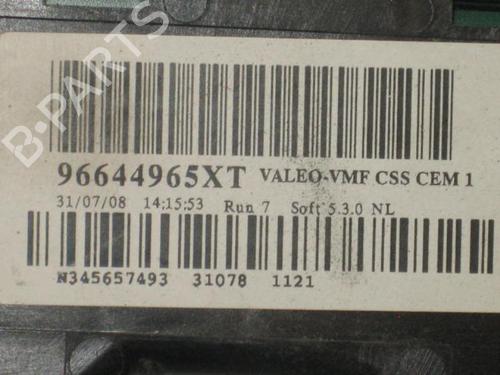 B-PARTS
96644965XT VALEO-VMF CSS CEM 1
31/07/08 14:15:53 Run 7 Soft 5.3.0 NL
N345657493 31078 1121